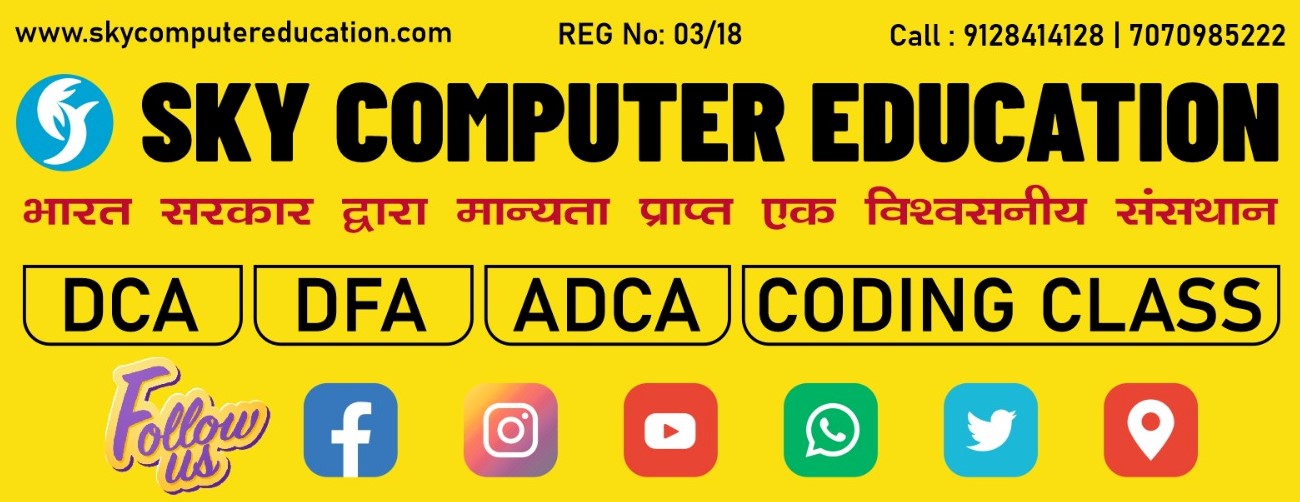 www.skycomputereducation.com REG No: 03/18 Call : 9128414128 | 7070985222
SKY COMPUTER EDUCATION
भारत सरकार द्वारा मान्यता प्राप्त एक विश्वसनीय संसथान
DCA DFA ADCA CODING CLASS
Follow us